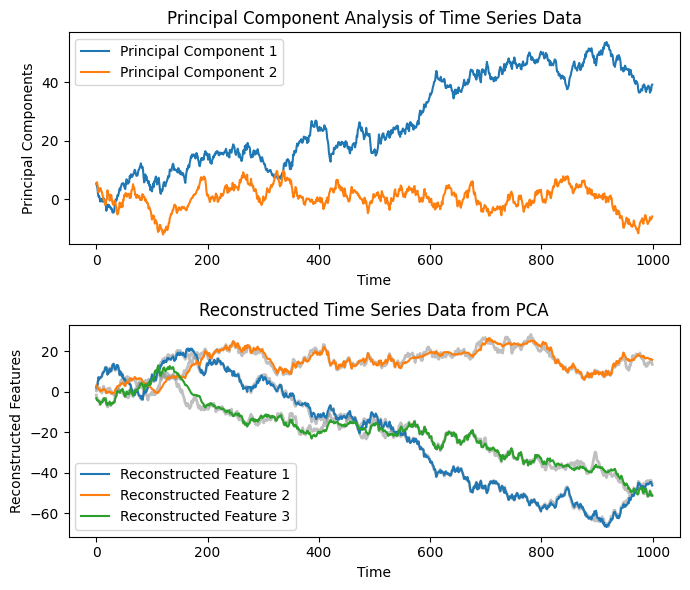 Principal Component Analysis of Time Series Data
Principal Components
Principal Component 1
Principal Component 2
40
20
0
0
200
400
600
800
1000
Time
Reconstructed Time Series Data from PCA
Reconstructed Features
20
0
−20
−40
−60
Reconstructed Feature 1
Reconstructed Feature 2
Reconstructed Feature 3
0
200
400
600
800
1000
Time